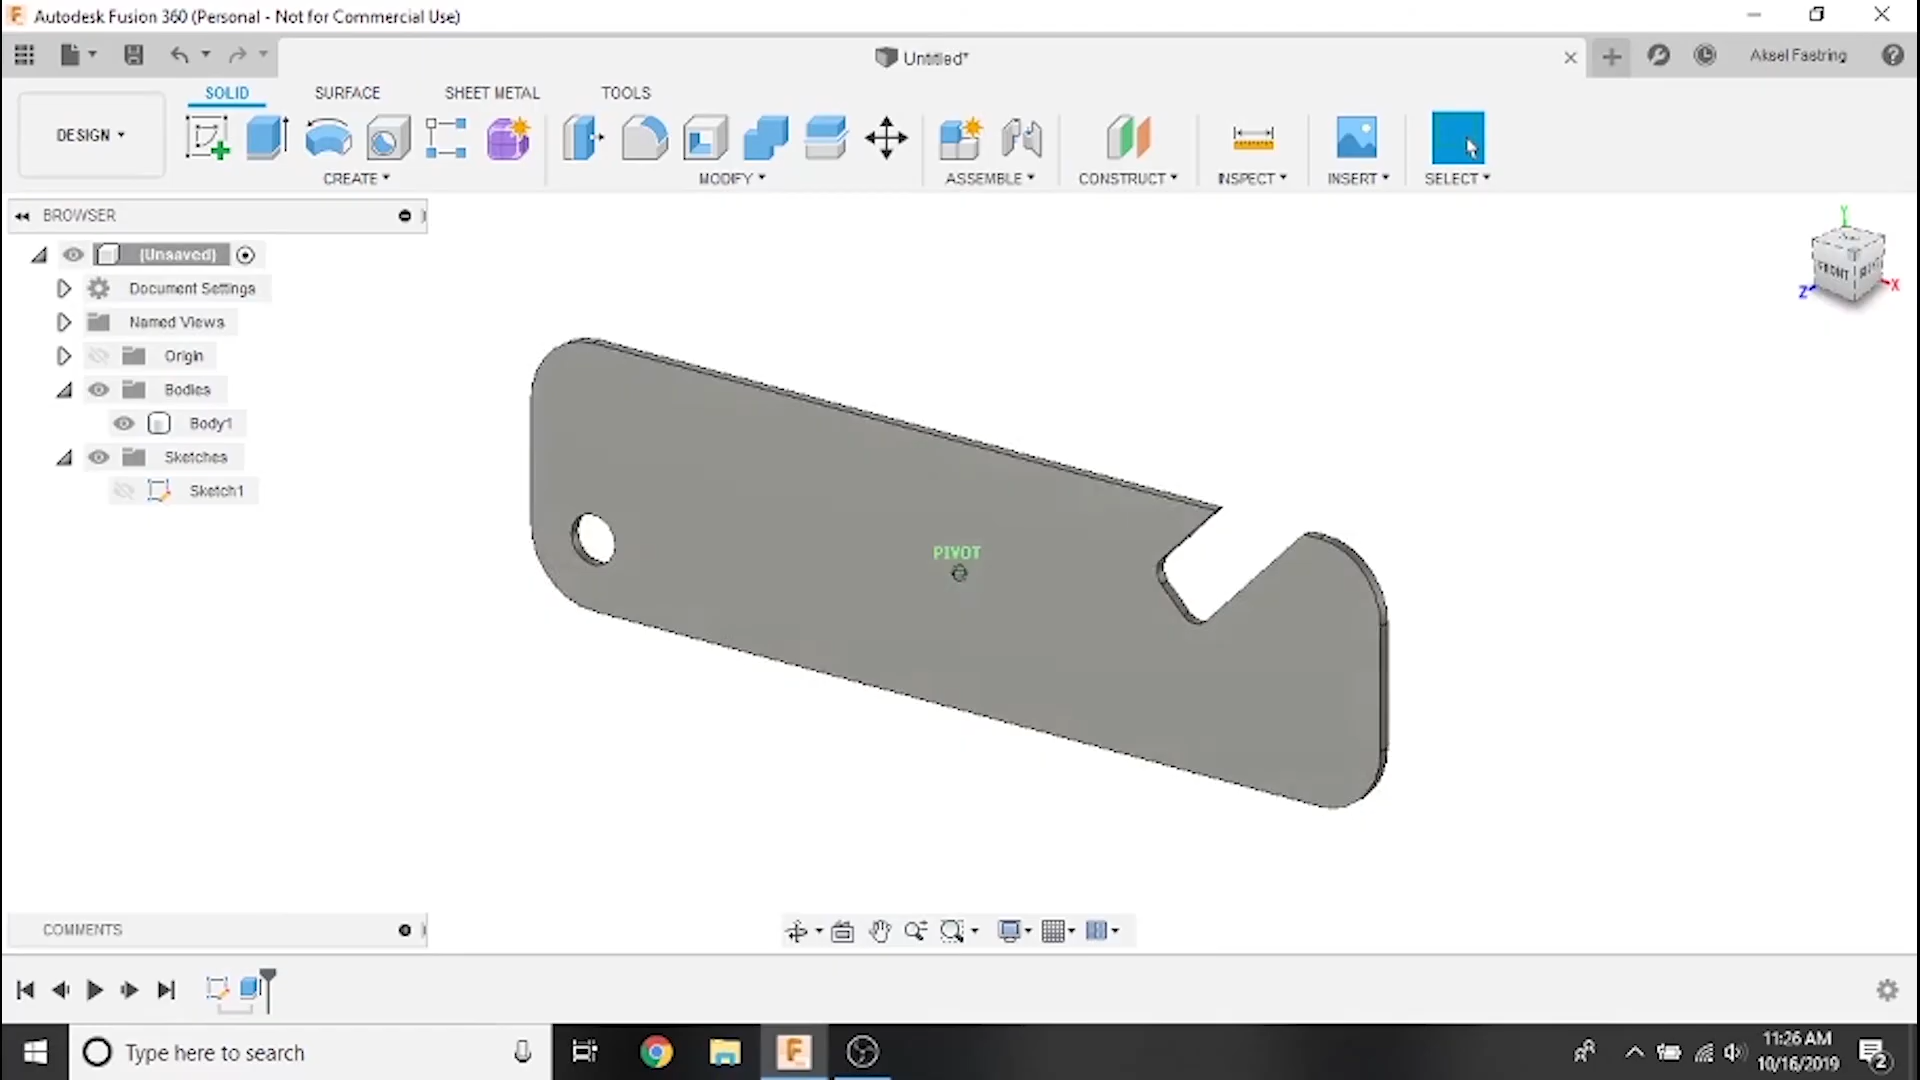 Autodesk Fusion 360 (Personal - Not for Commercial Use)
Untitled*
Aksel Fastring
DESIGN
SOLID
SURFACE
SHEET METAL
TOOLS
CREATE
MODIFY
ASSEMBLE
CONSTRUCT
INSPECT
INSERT
SELECT
BROWSER
(Unsaved)
Document Settings
Named Views
Origin
Bodies
Body1
Sketches
Sketch1
Y
FRONT
Z
X
PIVOT
COMMENTS
Type here to search
11:26 AM
10/16/2019
2